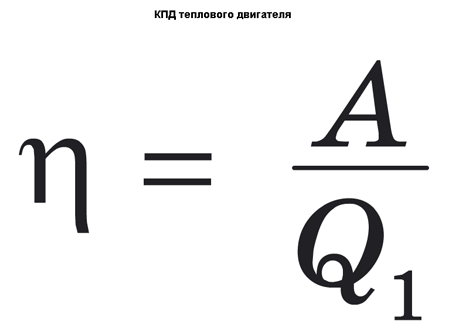 КПД теплового двигателя
η = A / Q₁